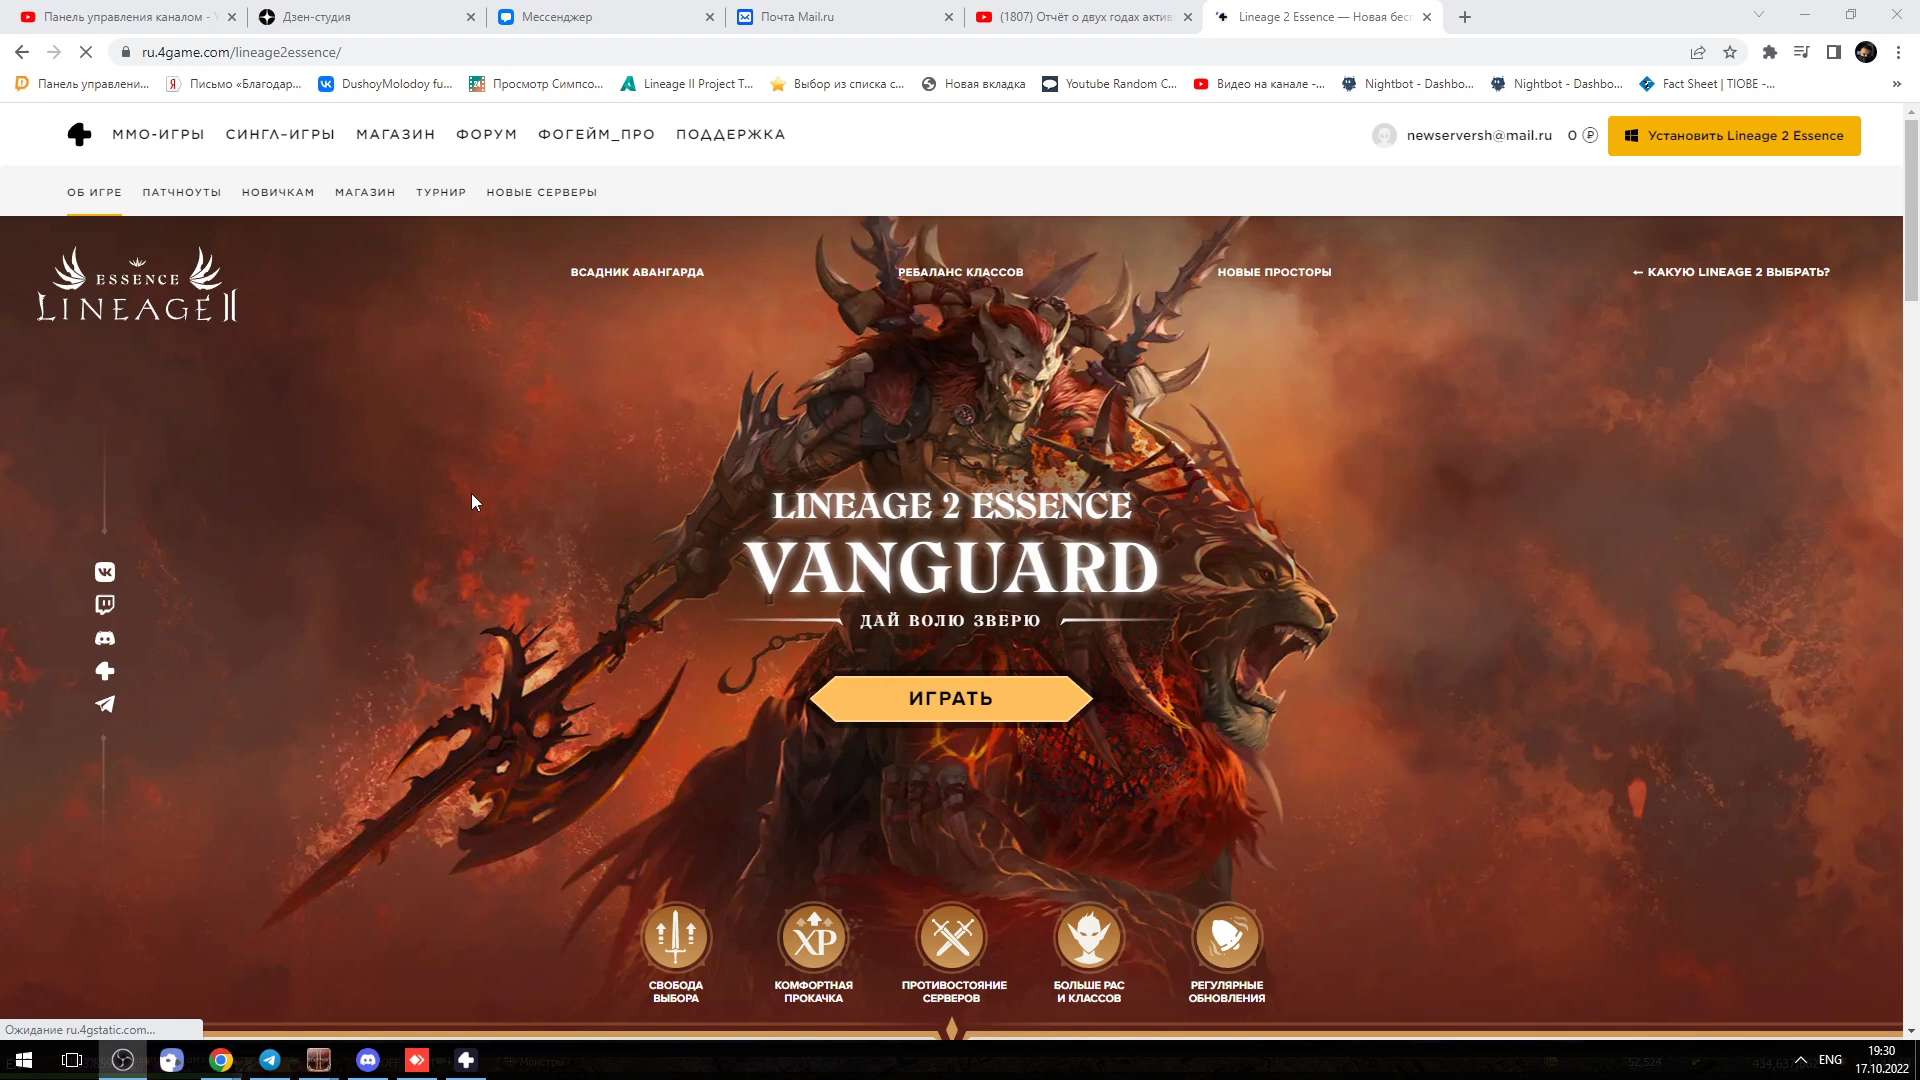 Панель управления каналом - Y
Дзен-студия
Мессенджер
Почта Mail.ru
(1807) Отчёт о двух годах актив
Lineage 2 Essence — Новая бесп
ru.4game.com/lineage2essence/
Панель управлени...
Письмо «Благодар...
DushoyMolodoy fu...
Просмотр Симпсо...
Lineage II Project T...
Выбор из списка с...
Новая вкладка
Youtube Random C...
Видео на канале -...
Nightbot - Dashbo...
Nightbot - Dashbo...
Fact Sheet | TIOBE -...
»
ММО-ИГРЫ
СИНГЛ-ИГРЫ
МАГАЗИН
ФОРУМ
ФОГЕЙМ_ПРО
ПОДДЕРЖКА
newserversh@mail.ru
0 ₽
Установить Lineage 2 Essence
ОБ ИГРЕ
ПАТЧНОУТЫ
НОВИЧКАМ
МАГАЗИН
ТУРНИР
НОВЫЕ СЕРВЕРЫ
ESSENCE
LINEAGE II
ВСАДНИК АВАНГАРДА
РЕБАЛАНС КЛАССОВ
НОВЫЕ ПРОСТОРЫ
← КАКУЮ LINEAGE 2 ВЫБРАТЬ?
LINEAGE 2 ESSENCE
VANGUARD
ДАЙ ВОЛЮ ЗВЕРЮ
ИГРАТЬ
XP
СВОБОДА
ВЫБОРА
КОМФОРТНАЯ
ПРОКАЧКА
ПРОТИВОСТОЯНИЕ
СЕРВЕРОВ
БОЛЬШЕ РАС
И КЛАССОВ
РЕГУЛЯРНЫЕ
ОБНОВЛЕНИЯ
Ожидание ru.4gstatic.com...
Монстры
52,524
ENG
19:30
17.10.2022